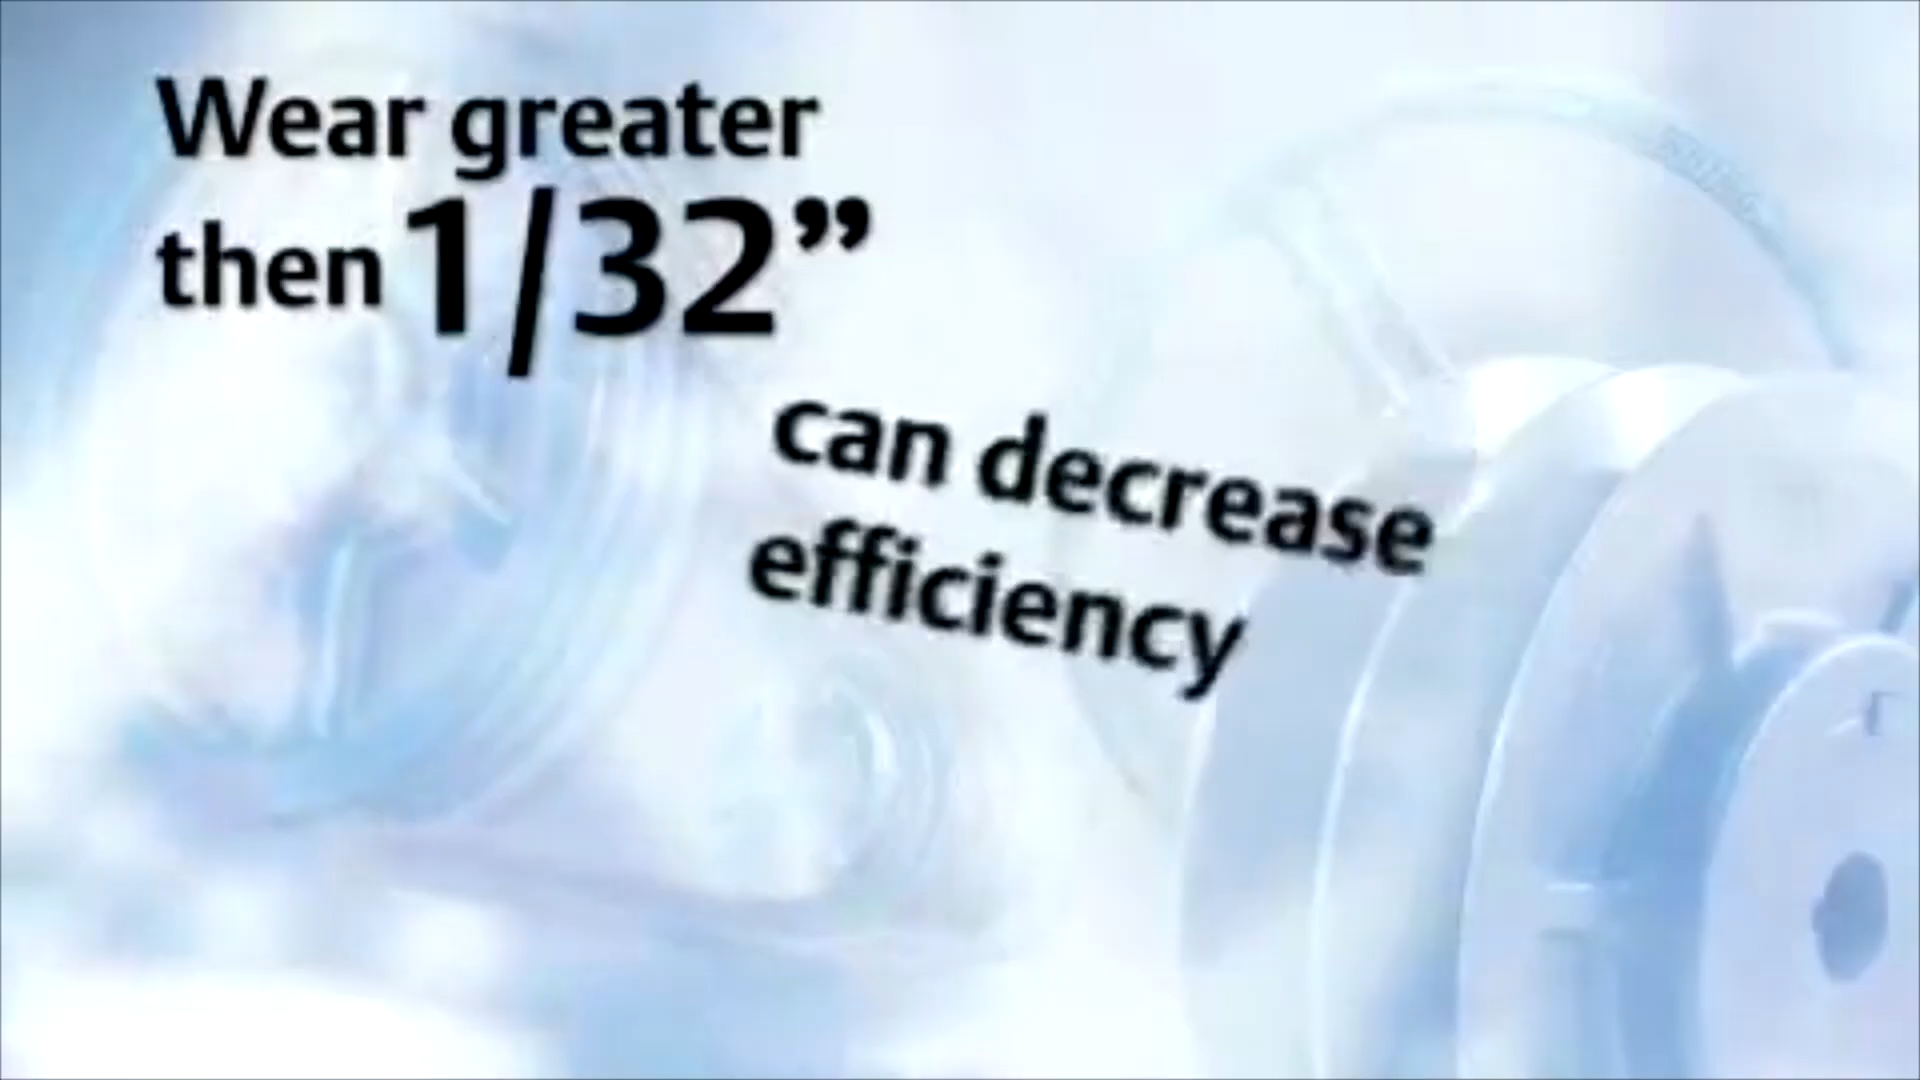 Wear greater
then 1/32”
can decrease
efficiency